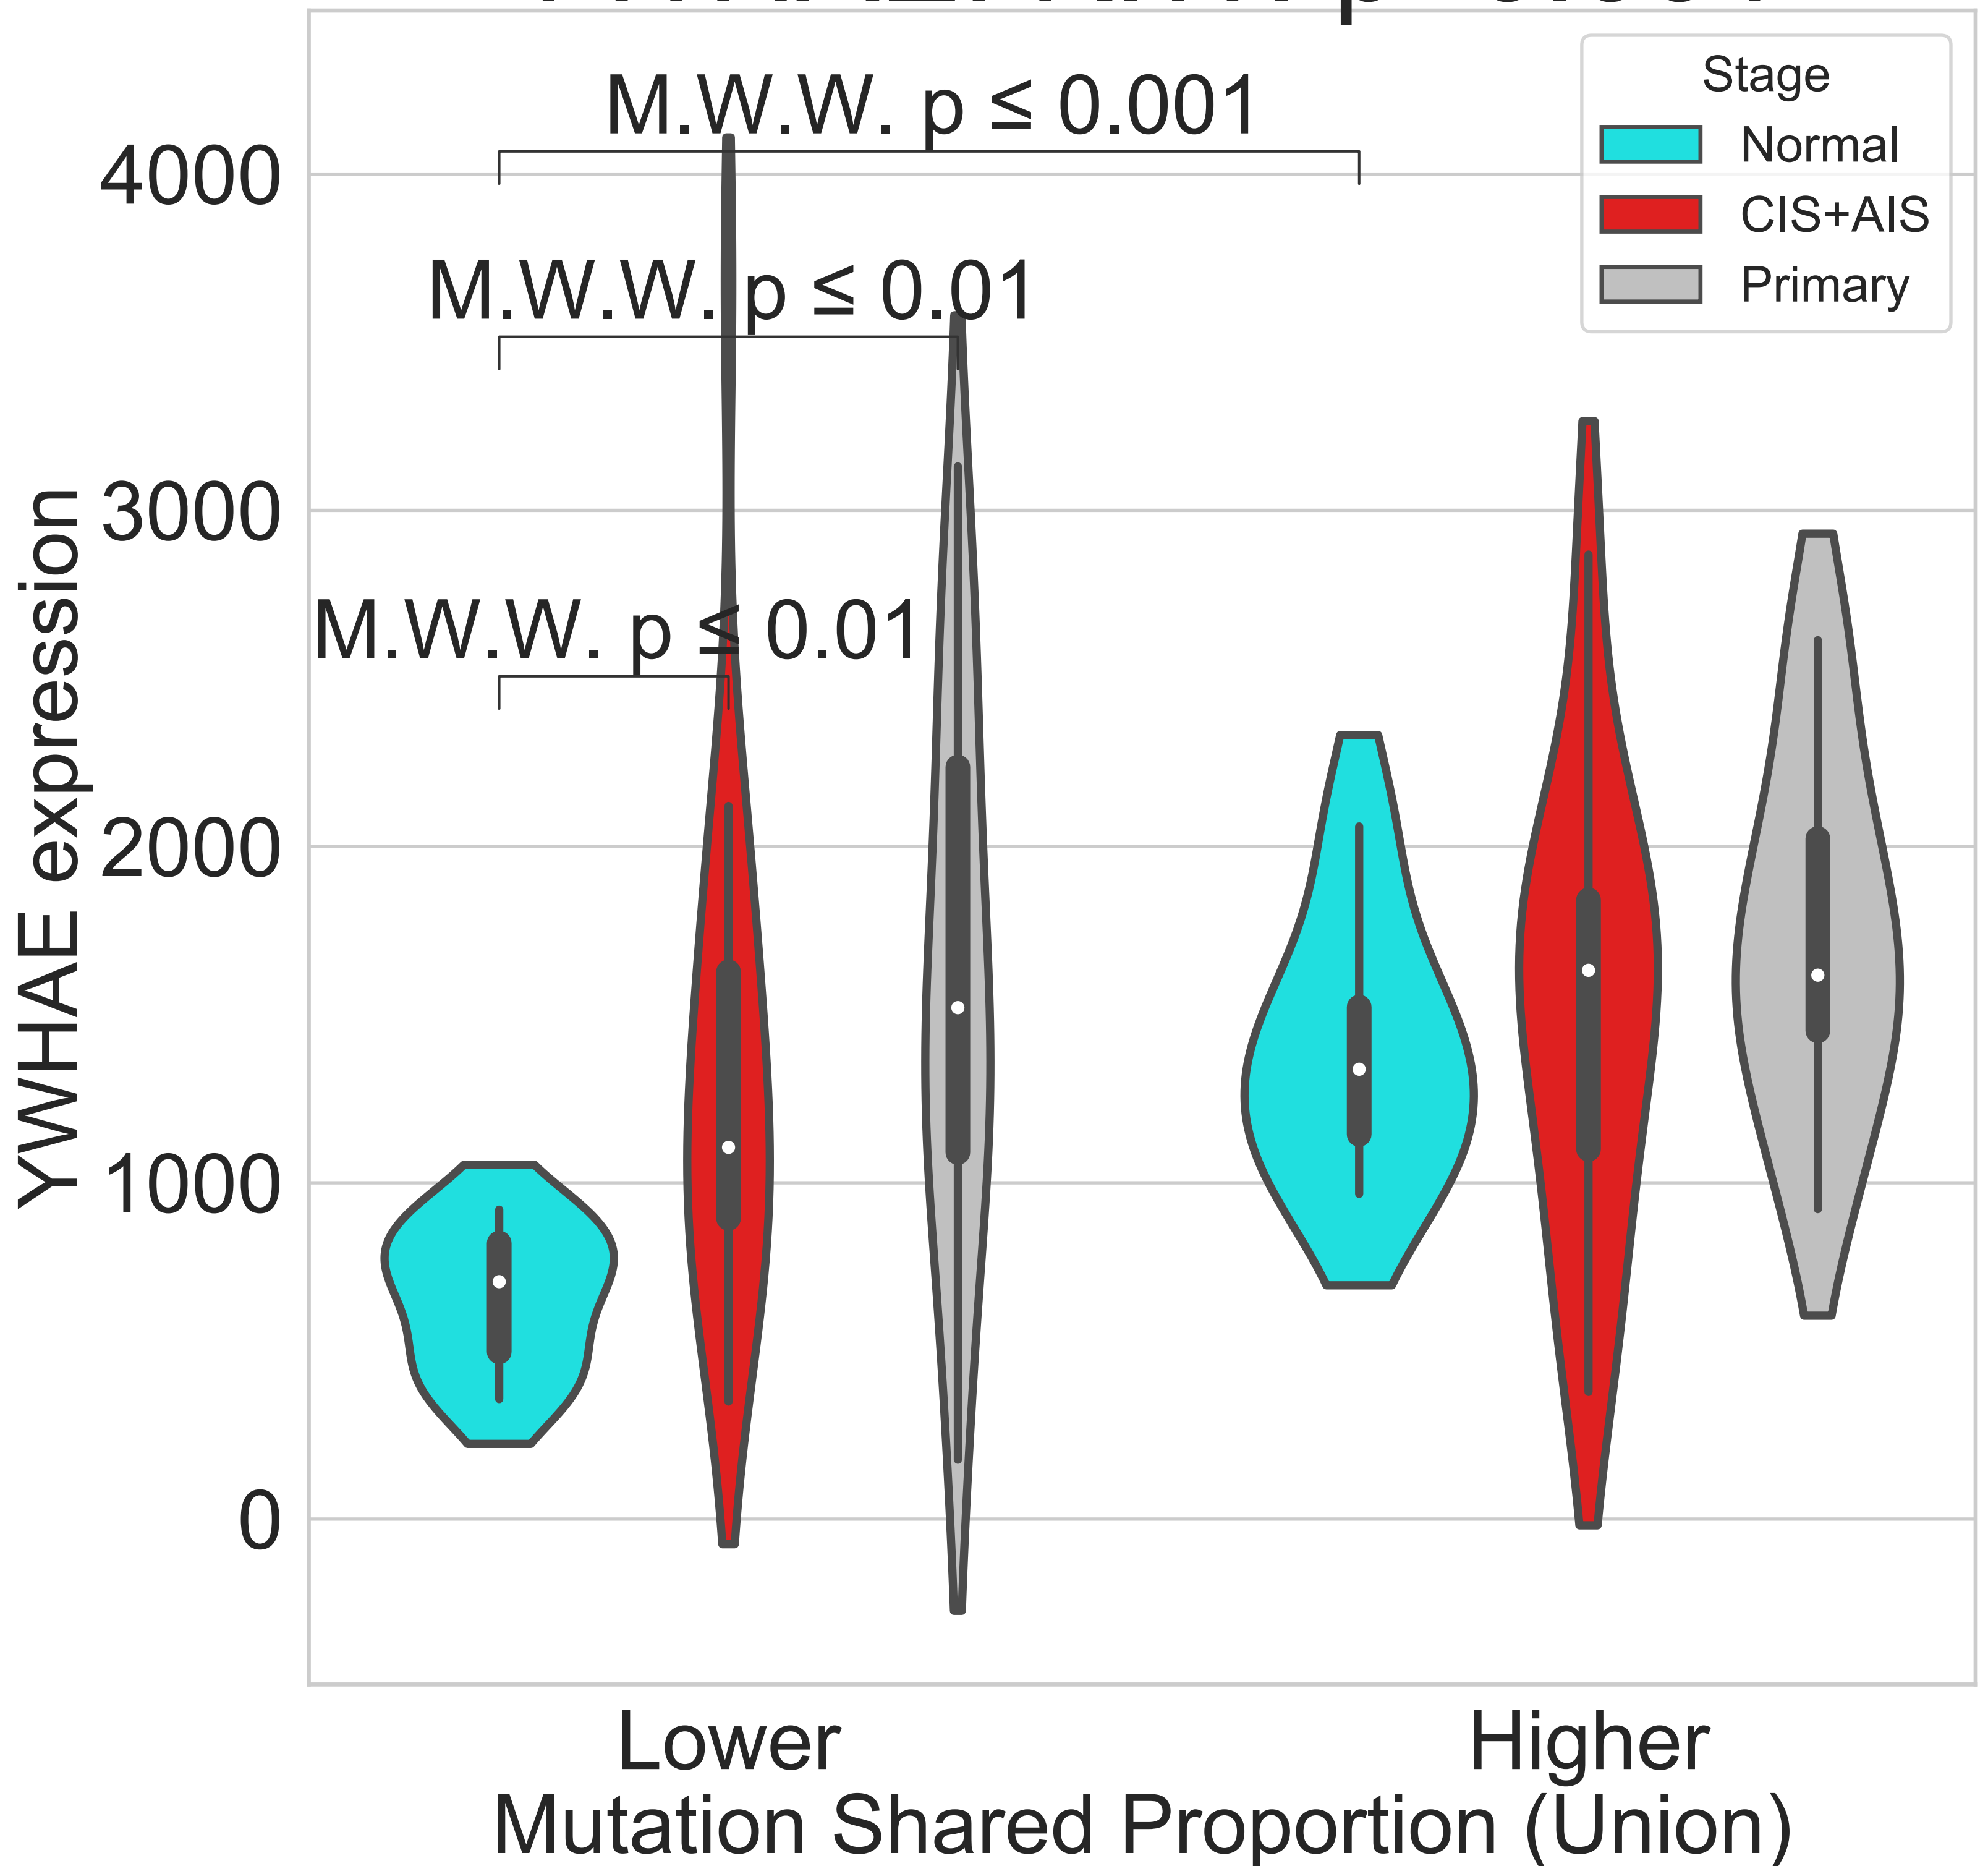 M.W.W. p ≤ 0.001
M.W.W. p ≤ 0.01
M.W.W. p ≤ 0.01
Stage
Normal
CIS+AIS
Primary
4000
3000
2000
1000
0
YWHAE expression
Lower
Higher
Mutation Shared Proportion (Union)